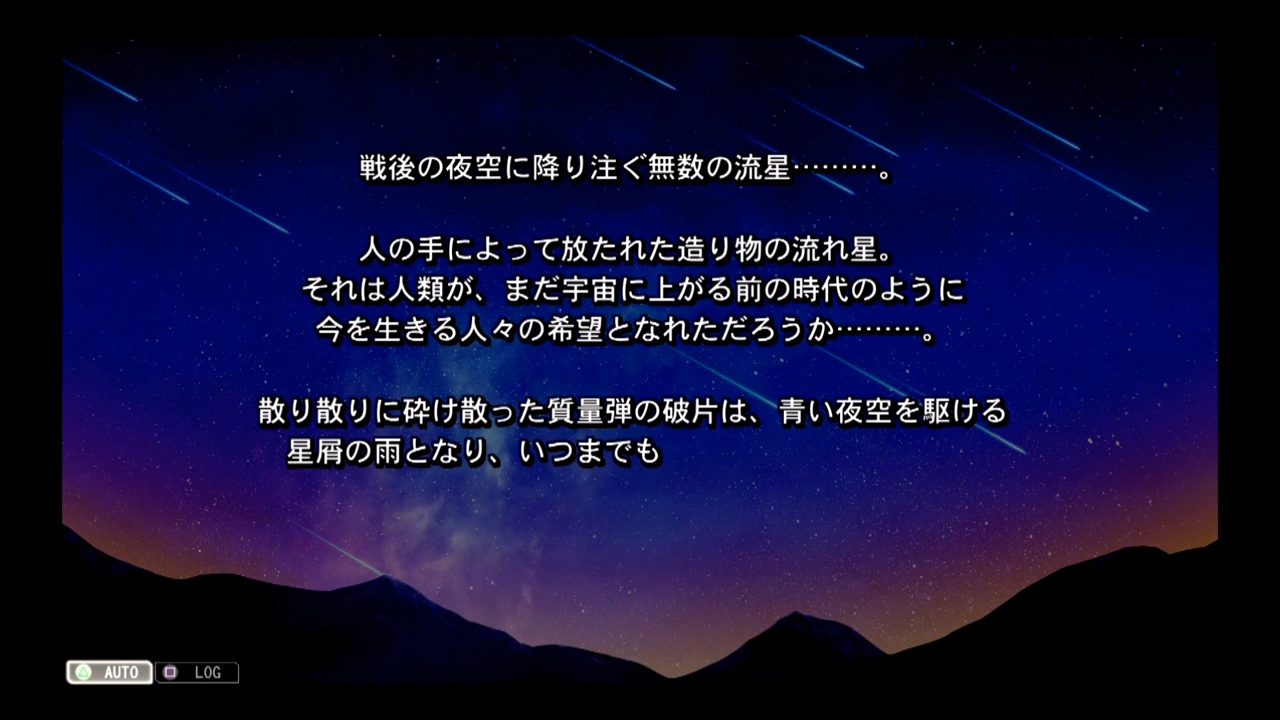 戦後の夜空に降り注ぐ無数の流星………。
人の手によって放たれた造り物の流れ星。
それは人類が、まだ宇宙に上がる前の時代のように
今を生きる人々の希望となれただろうか………。
散り散りに砕け散った質量弾の破片は、青い夜空を駆ける
星屑の雨となり、いつまでも
AUTO LOG